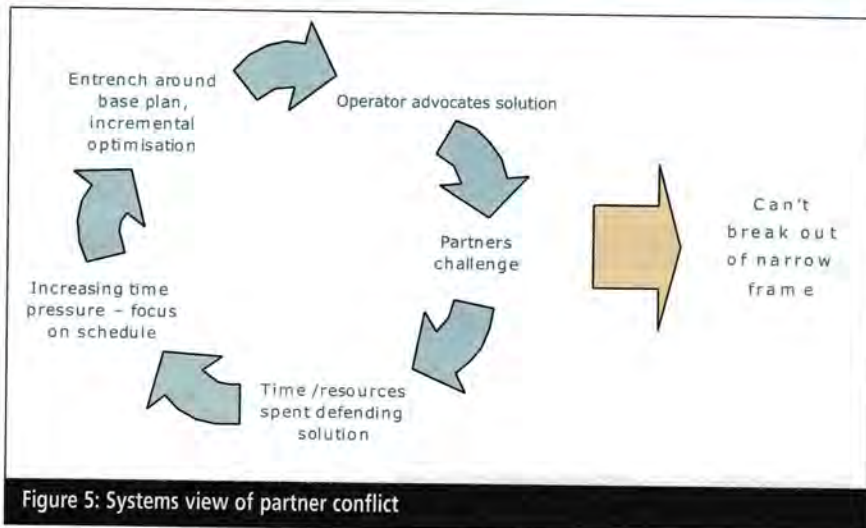 Entrench around
base plan,
incremental
optimisation
Operator advocates solution
Partners
challenge
Time /resources
spent defending
solution
Increasing time
pressure – focus
on schedule
Can't
break out
of narrow
frame
Figure 5: Systems view of partner conflict